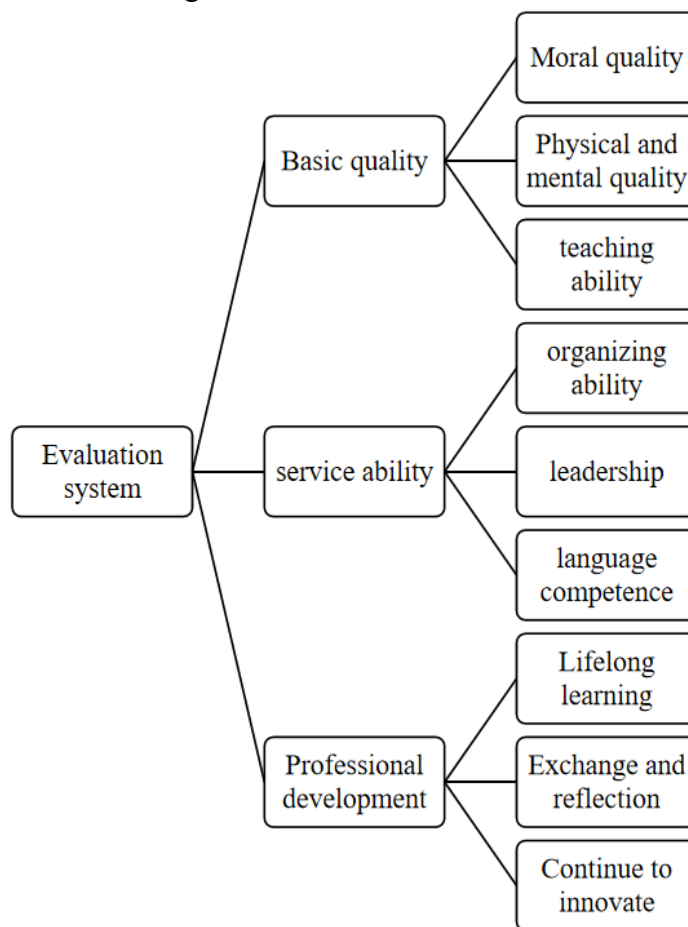 Moral quality
Basic quality
Physical and
mental quality
teaching
ability
organizing
ability
Evaluation
system
service ability
leadership
language
competence
Lifelong
learning
Professional
development
Exchange and
reflection
Continue to
innovate